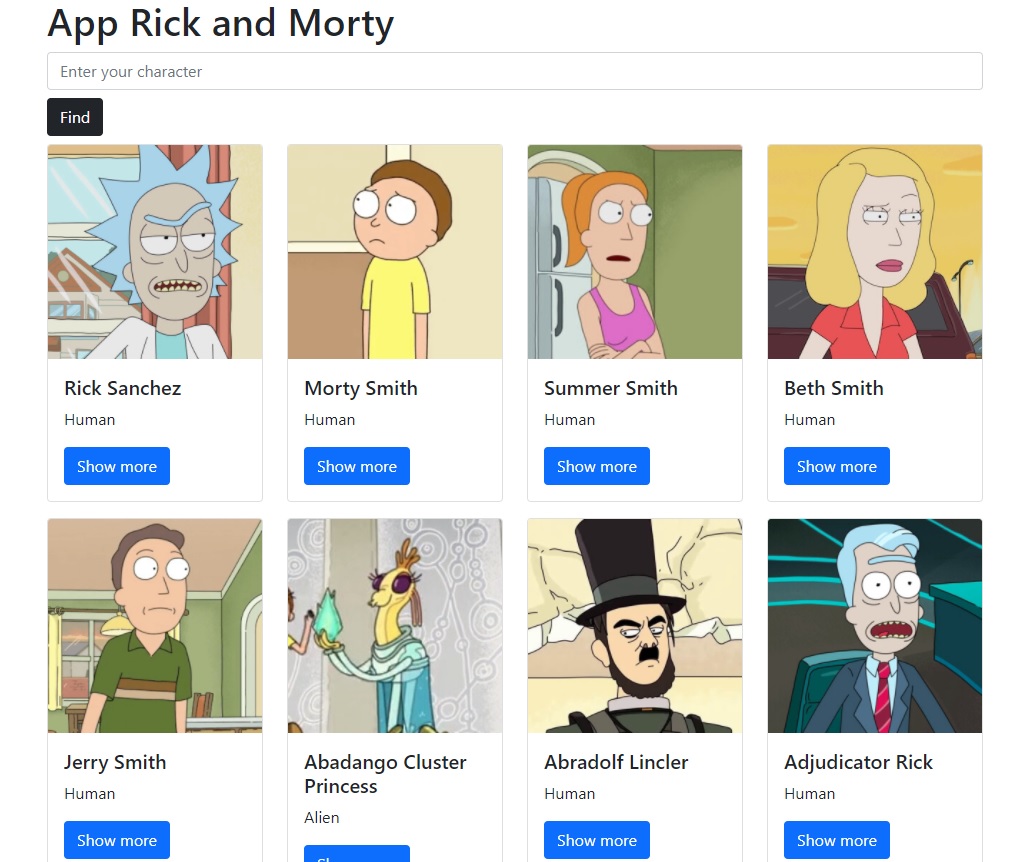 App Rick and Morty
Enter your character
Find
Rick Sanchez
Human
Show more
Morty Smith
Human
Show more
Summer Smith
Human
Show more
Beth Smith
Human
Show more
Jerry Smith
Human
Show more
Abadango Cluster
Princess
Alien
Abradolf Lincler
Human
Show more
Adjudicator Rick
Human
Show more